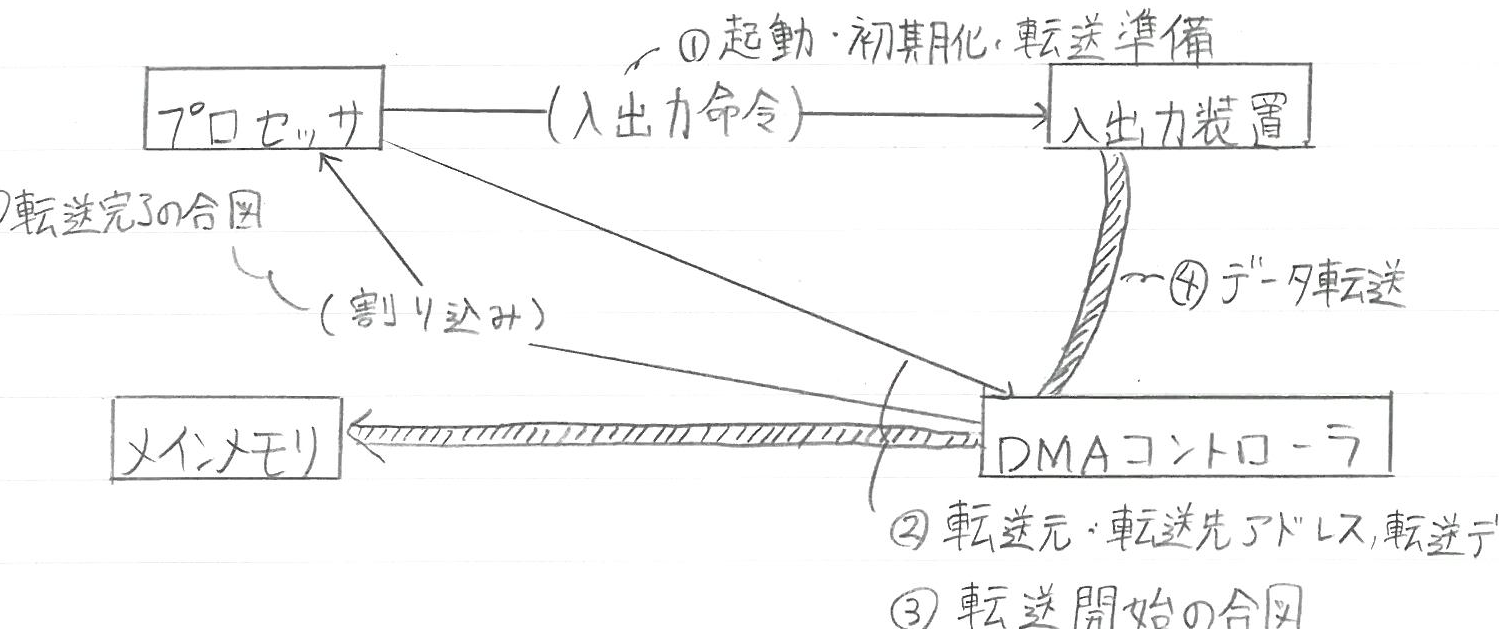 ①起動・初期化、転送準備
プロセッサ
(入出力命令)
入出力装置
転送完了の合図
(割り込み)
④データ転送
メインメモリ
DMAコントローラ
②転送元・転送先アドレス,転送デ
③転送開始の合図